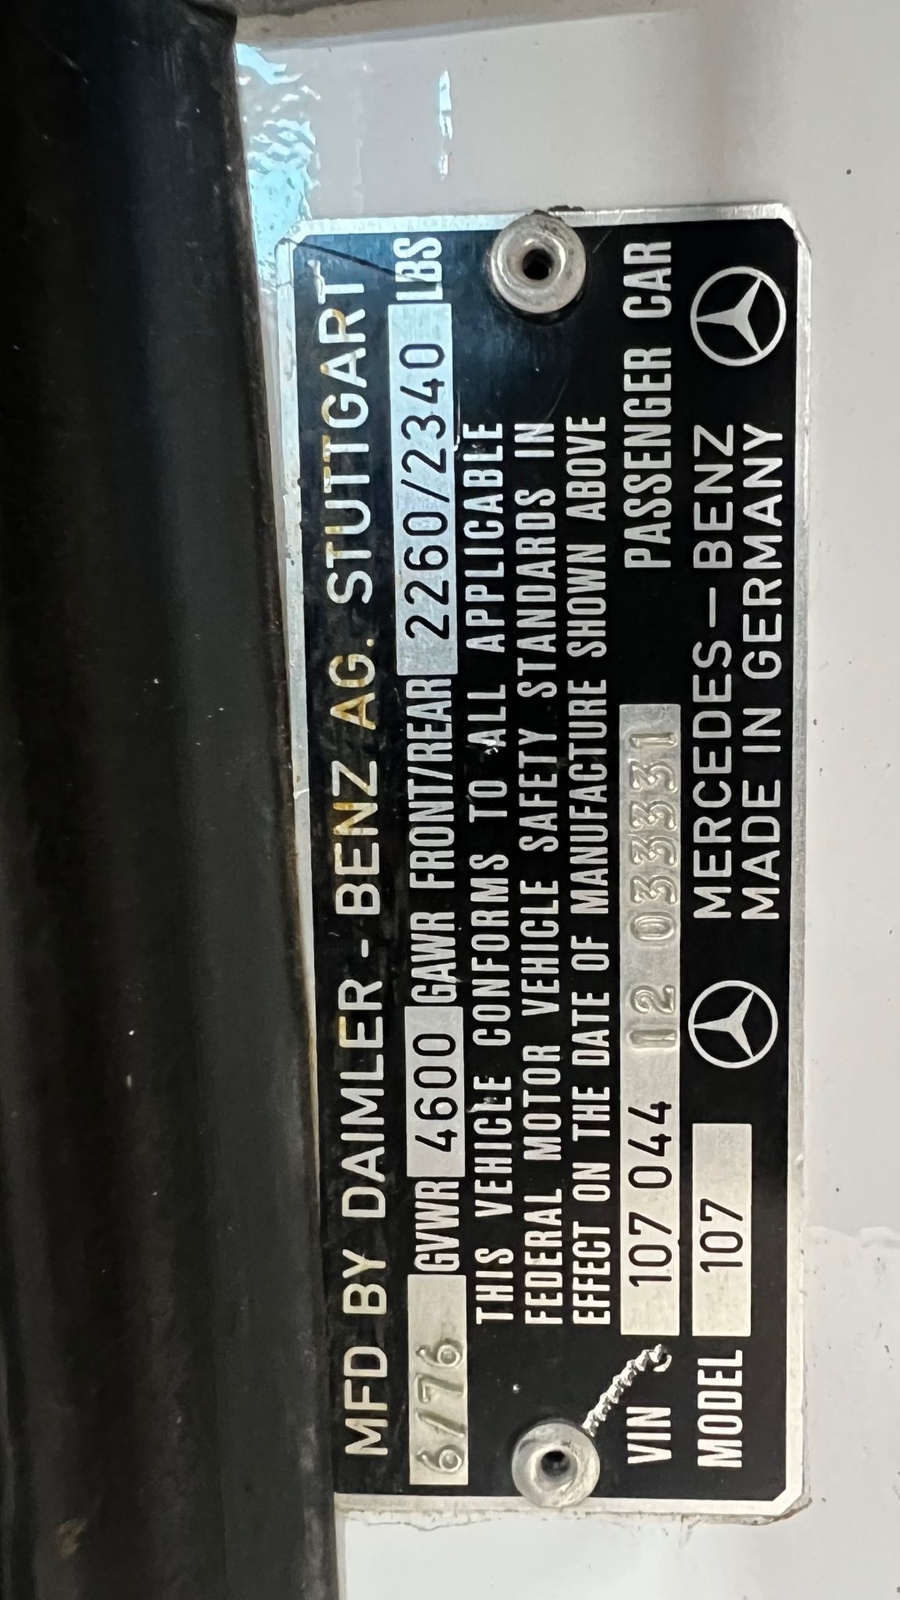 MFD BY DAIMLER-BENZ AG. STUTTGART
6/76 GVWR 4600 GAWR FRONT/REAR 2260/2340 LBS
THIS VEHICLE CONFORMS TO ALL APPLICABLE
FEDERAL MOTOR VEHICLE SAFETY STANDARDS IN
EFFECT ON THE DATE OF MANUFACTURE SHOWN ABOVE
VIN 107 044 12 033331 PASSENGER CAR
MODEL 107 MERCEDES-BENZ
MADE IN GERMANY